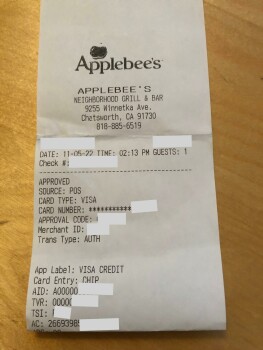 Applebee's
APPLEBEE'S
NEIGHBORHOOD GRILL & BAR
9255 Winnetka Ave.
Chatsworth, CA 91730
818-885-6519
DATE: 11-05-22 TIME: 02:13 PM GUESTS: 1
Check #:
APPROVED
SOURCE: POS
CARD TYPE: VISA
CARD NUMBER: ***********
APPROVAL CODE:
Merchant ID:
Trans Type: AUTH
App Label: VISA CREDIT
Card Entry: CHIP
AID: A00000
TVR: 0000
TSI:
AC: 26693985